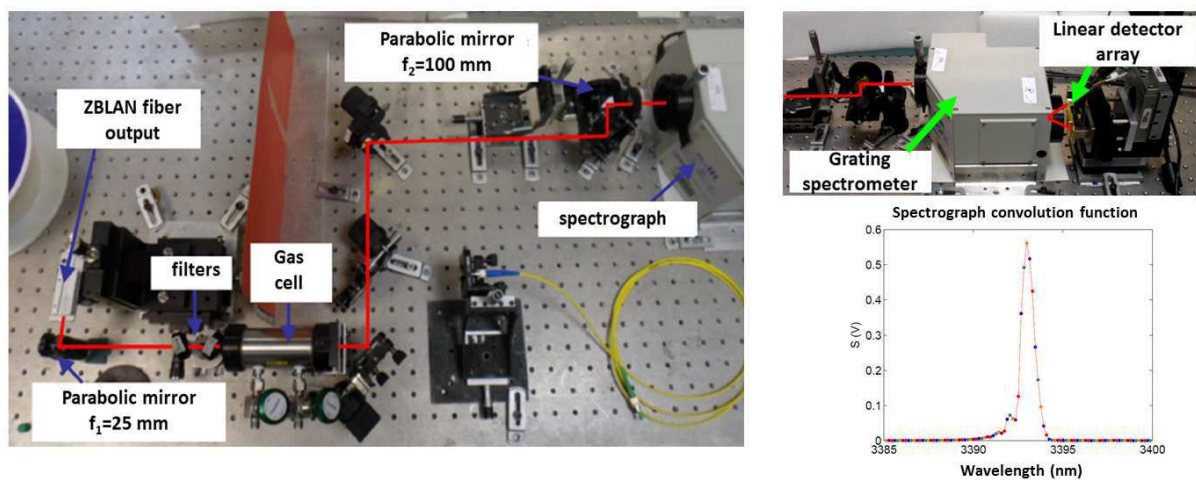 Parabolic mirror
f₂=100 mm
ZBLAN fiber
output
filters
Gas
cell
spectrograph
Parabolic mirror
f₁=25 mm
Linear detector
array
Grating
spectrometer
Spectrograph convolution function
0.6
0.5
0.4
0.3
0.2
0.1
0
S (V)
3385
3390
3395
3400
Wavelength (nm)